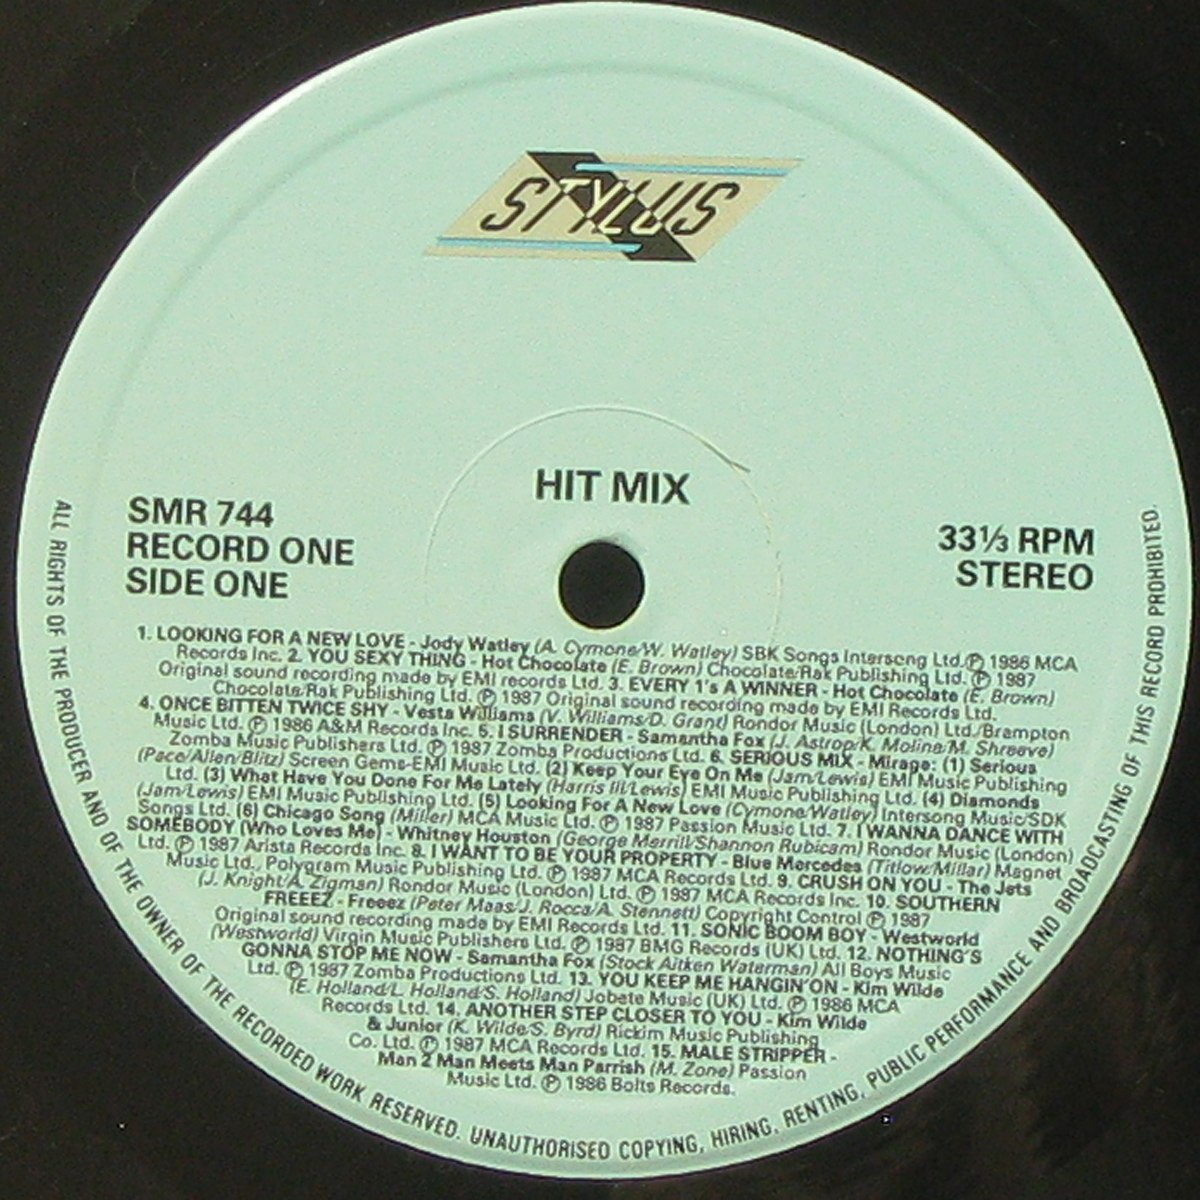 STYLUS
HIT MIX
SMR 744
RECORD ONE
SIDE ONE
33⅓ RPM
STEREO
1. LOOKING FOR A NEW LOVE - Jody Watley (A. Cymone/W. Watley) SBK Songs Intersong Ltd. ℗ 1986 MCA
Records Inc. 2. YOU SEXY THING - Hot Chocolate (E. Brown) Chocolate/Rak Publishing Ltd. ℗ 1987
Original sound recording made by EMI records Ltd. 3. EVERY 1's A WINNER - Hot Chocolate (E. Brown)
Chocolate/Rak Publishing Ltd. ℗ 1987 Original sound recording made by EMI Records Ltd.
4. ONCE BITTEN TWICE SHY - Vesta Williams (V. Williams/D. Grant) Rondor Music (London) Ltd./Brampton
Music Ltd. ℗ 1986 A&M Records Inc. 5. I SURRENDER - Samantha Fox (J. Astrop/K. Moline/M. Shreeve)
Zomba Music Publishers Ltd. ℗ 1987 Zomba Productions Ltd. 6. SERIOUS MIX - Mirage: (1) Serious
(Pace/Allen/Blitz) Screen Gems-EMI Music Ltd. (2) Keep Your Eye On Me (Jam/Lewis) EMI Music Publishing
Ltd. (3) What Have You Done For Me Lately (Harris III/Lewis) EMI Music Publishing Ltd. (4) Diamonds
(Jam/Lewis) EMI Music Publishing Ltd. (5) Looking For A New Love (Cymone/Watley) Intersong Music/SDK
Songs Ltd. (6) Chicago Song (Miller) MCA Music Ltd. ℗ 1987 Passion Music Ltd. 7. I WANNA DANCE WITH
SOMEBODY (Who Loves Me) - Whitney Houston (George Merrill/Shannon Rubicam) Rondor Music (London)
Ltd. ℗ 1987 Arista Records Inc. 8. I WANT TO BE YOUR PROPERTY - Blue Mercedes (Titlow/Millar) Magnet
Music Ltd., Polygram Music Publishing Ltd. ℗ 1987 MCA Records Ltd. 9. CRUSH ON YOU - The Jets
(J. Knight/A. Zigman) Rondor Music (London) Ltd. ℗ 1987 MCA Records Inc. 10. SOUTHERN
FREEEZ - Freeez (Peter Maas/J. Rocca/A. Stennett) Copyright Control ℗ 1987
Original sound recording made by EMI Records Ltd. 11. SONIC BOOM BOY - Westworld
(Westworld) Virgin Music Publishers Ltd. ℗ 1987 BMG Records (UK) Ltd. 12. NOTHING'S
GONNA STOP ME NOW - Samantha Fox (Stock Aitken Waterman) All Boys Music
Ltd. ℗ 1987 Zomba Productions Ltd. 13. YOU KEEP ME HANGIN' ON - Kim Wilde
(E. Holland/L. Holland/S. Holland) Jobete Music (UK) Ltd. ℗ 1986 MCA
Records Ltd. 14. ANOTHER STEP CLOSER TO YOU - Kim Wilde
& Junior (K. Wilde/S. Byrd) Rickim Music Publishing
Co. Ltd. ℗ 1987 MCA Records Ltd. 15. MALE STRIPPER -
Man 2 Man Meets Man Parrish (M. Zone) Passion
Music Ltd. ℗ 1986 Bolts Records.
ALL RIGHTS OF THE PRODUCER AND OF THE OWNER OF THE RECORDED WORK RESERVED. UNAUTHORISED COPYING, HIRING, RENTING, PUBLIC PERFORMANCE AND BROADCASTING OF THIS RECORD PROHIBITED.